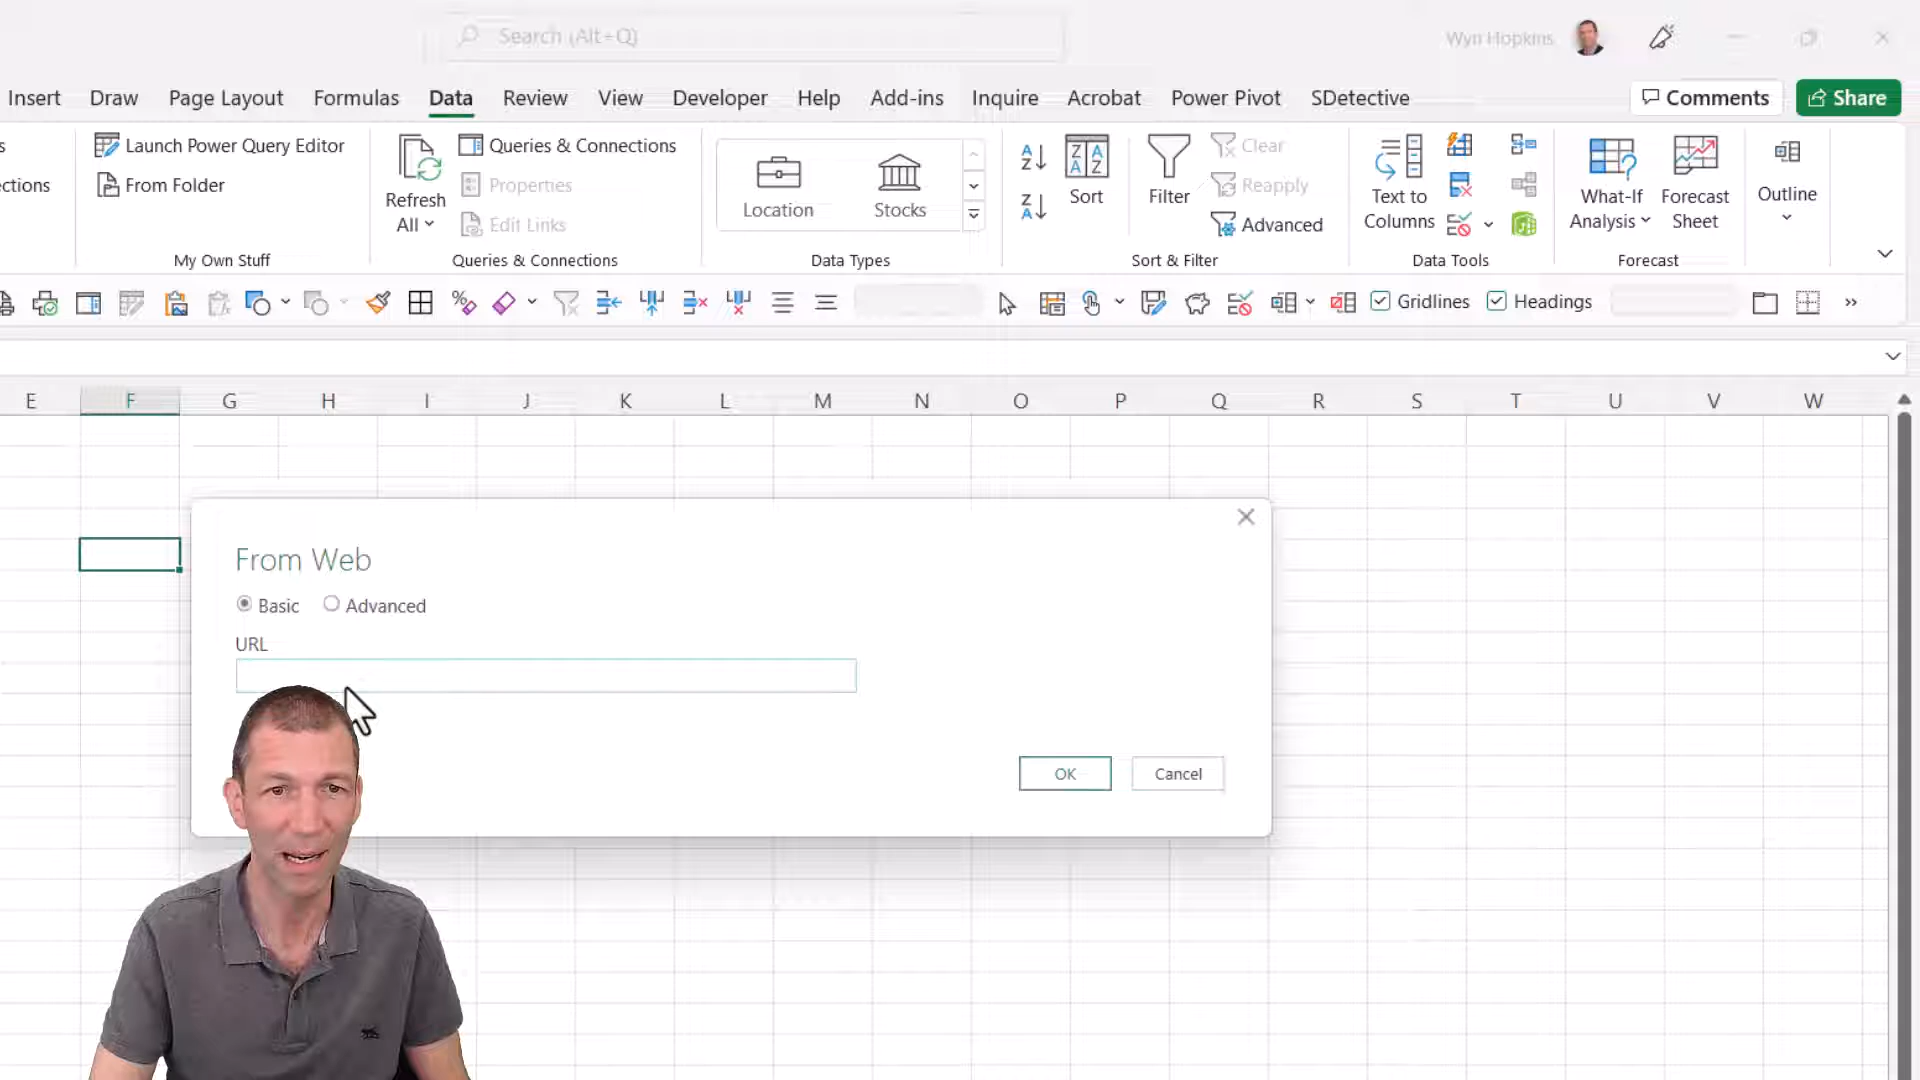 Search (Alt+Q)
Wyn Hopkins
Insert Draw Page Layout Formulas Data Review View Developer Help Add-ins Inquire Acrobat Power Pivot SDetective
Comments
Share
s
ctions
Launch Power Query Editor
From Folder
My Own Stuff
Refresh
All
Queries & Connections
Properties
Edit Links
Queries & Connections
Location
Stocks
Data Types
Sort
Filter
Clear
Reapply
Advanced
Sort & Filter
Text to
Columns
Data Tools
What-If
Analysis
Forecast
Sheet
Forecast
Outline
Gridlines
Headings
E F G H I J K L M N O P Q R S T U V W
From Web
Basic Advanced
URL
OK Cancel